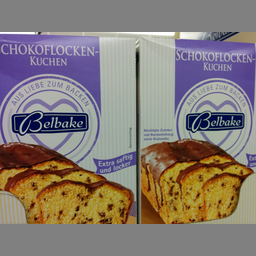 SCHOKOFLOCKEN-
KUCHEN
AUS LIEBE ZUM BACKEN
Belbake
Extra saftig
und locker
SCHOKOFLOCKEN-
KUCHEN
AUS LIEBE ZUM BACKEN
Belbake